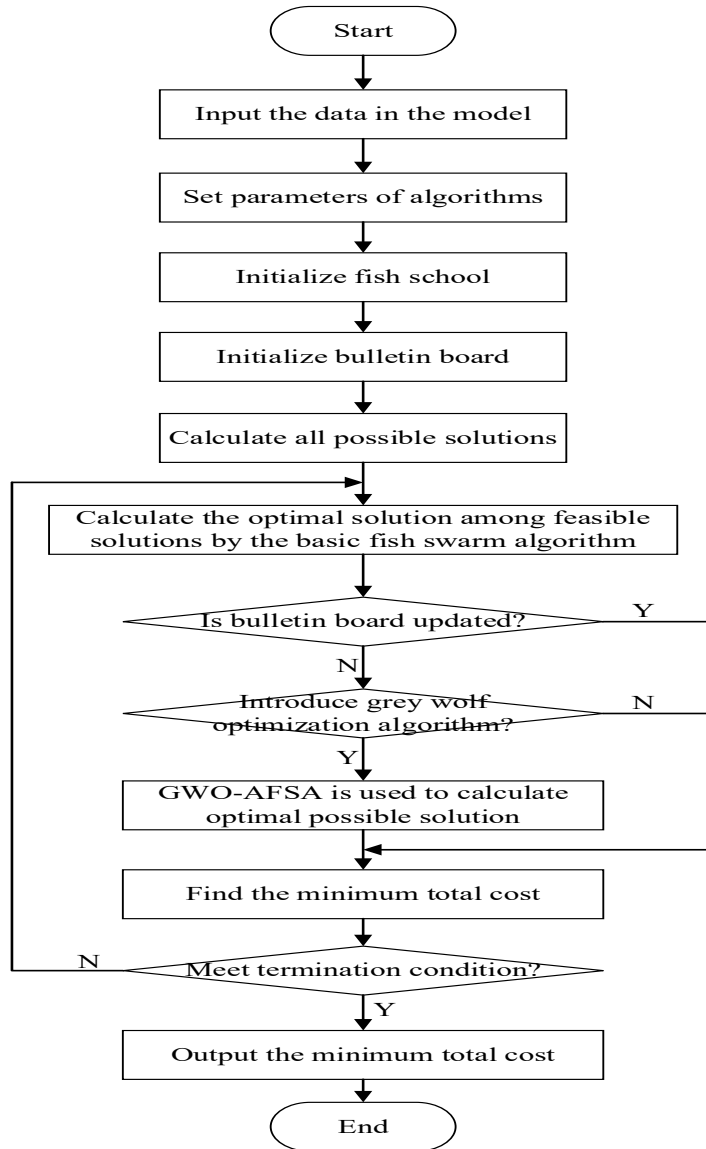 Start
Input the data in the model
Set parameters of algorithms
Initialize fish school
Initialize bulletin board
Calculate all possible solutions
Calculate the optimal solution among feasible
solutions by the basic fish swarm algorithm
Is bulletin board updated?
Y
N
Introduce grey wolf
optimization algorithm?
N
Y
GWO-AFSA is used to calculate
optimal possible solution
Find the minimum total cost
Meet termination condition?
N
Y
Output the minimum total cost
End